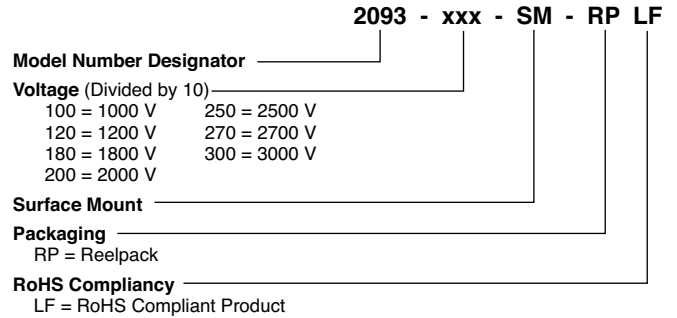 2093 - xxx - SM - RP LF
Model Number Designator
Voltage (Divided by 10)
100 = 1000 V 250 = 2500 V
120 = 1200 V 270 = 2700 V
180 = 1800 V 300 = 3000 V
200 = 2000 V
Surface Mount
Packaging
RP = Reelpack
RoHS Compliancy
LF = RoHS Compliant Product